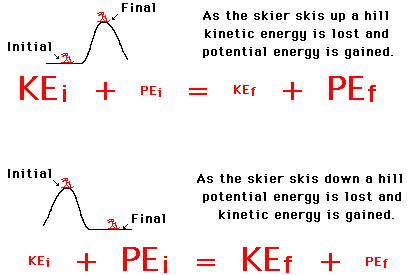 Final
As the skier skis up a hill
kinetic energy is lost and
potential energy is gained.
Initial
KEi + PEi = KEf + PEf
Initial
As the skier skis down a hill
potential energy is lost and
kinetic energy is gained.
Final
KEi + PEi = KEf + PEf